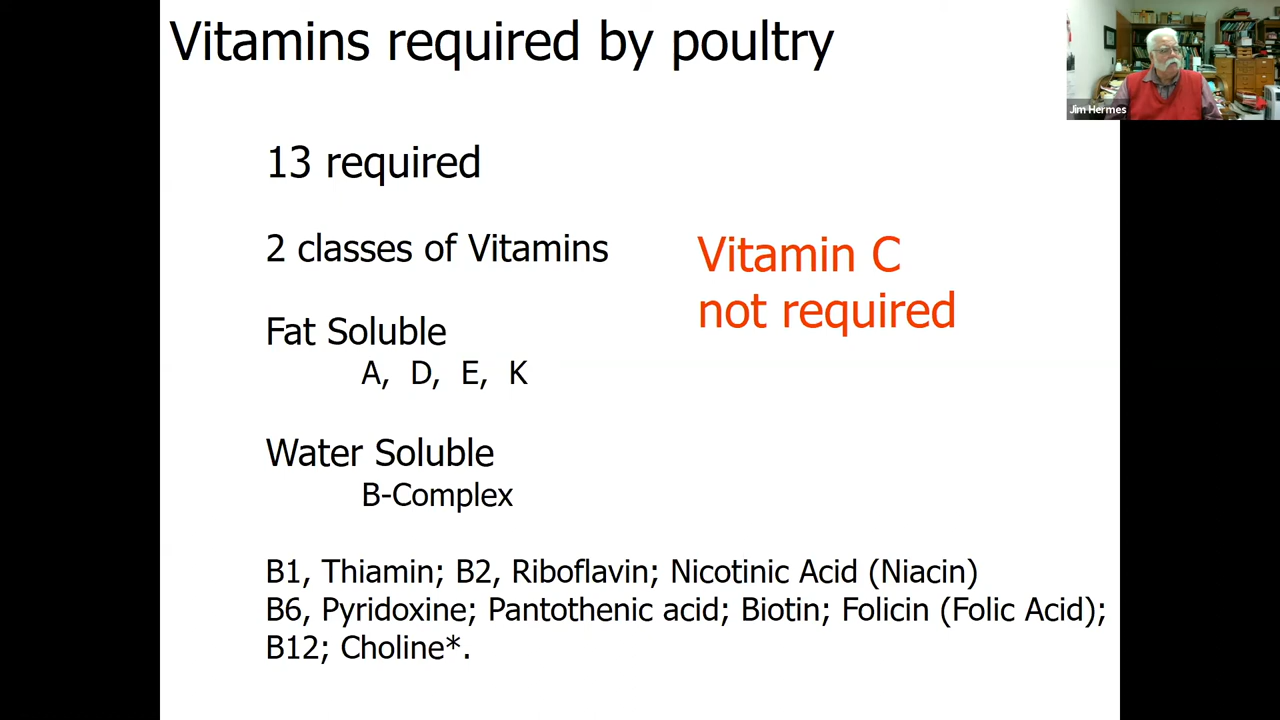 Vitamins required by poultry
Jim Hermes
13 required
2 classes of Vitamins
Vitamin C
not required
Fat Soluble
A, D, E, K
Water Soluble
B-Complex
B1, Thiamin; B2, Riboflavin; Nicotinic Acid (Niacin)
B6, Pyridoxine; Pantothenic acid; Biotin; Folicin (Folic Acid);
B12; Choline*.